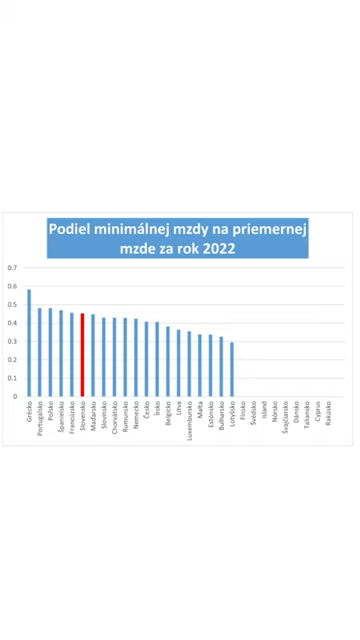 Podiel minimálnej mzdy na priemernej
mzde za rok 2022
0.7
0.6
0.5
0.4
0.3
0.2
0.1
0
Grécko
Portugalsko
Poľsko
Španielsko
Francúzsko
Slovensko
Maďarsko
Slovinsko
Chorvátsko
Rumunsko
Nemecko
Česko
Írsko
Belgicko
Litva
Luxembursko
Malta
Estónsko
Bulharsko
Lotyšsko
Fínsko
Švédsko
Island
Nórsko
Švajčiarsko
Dánsko
Taliansko
Cyprus
Rakúsko